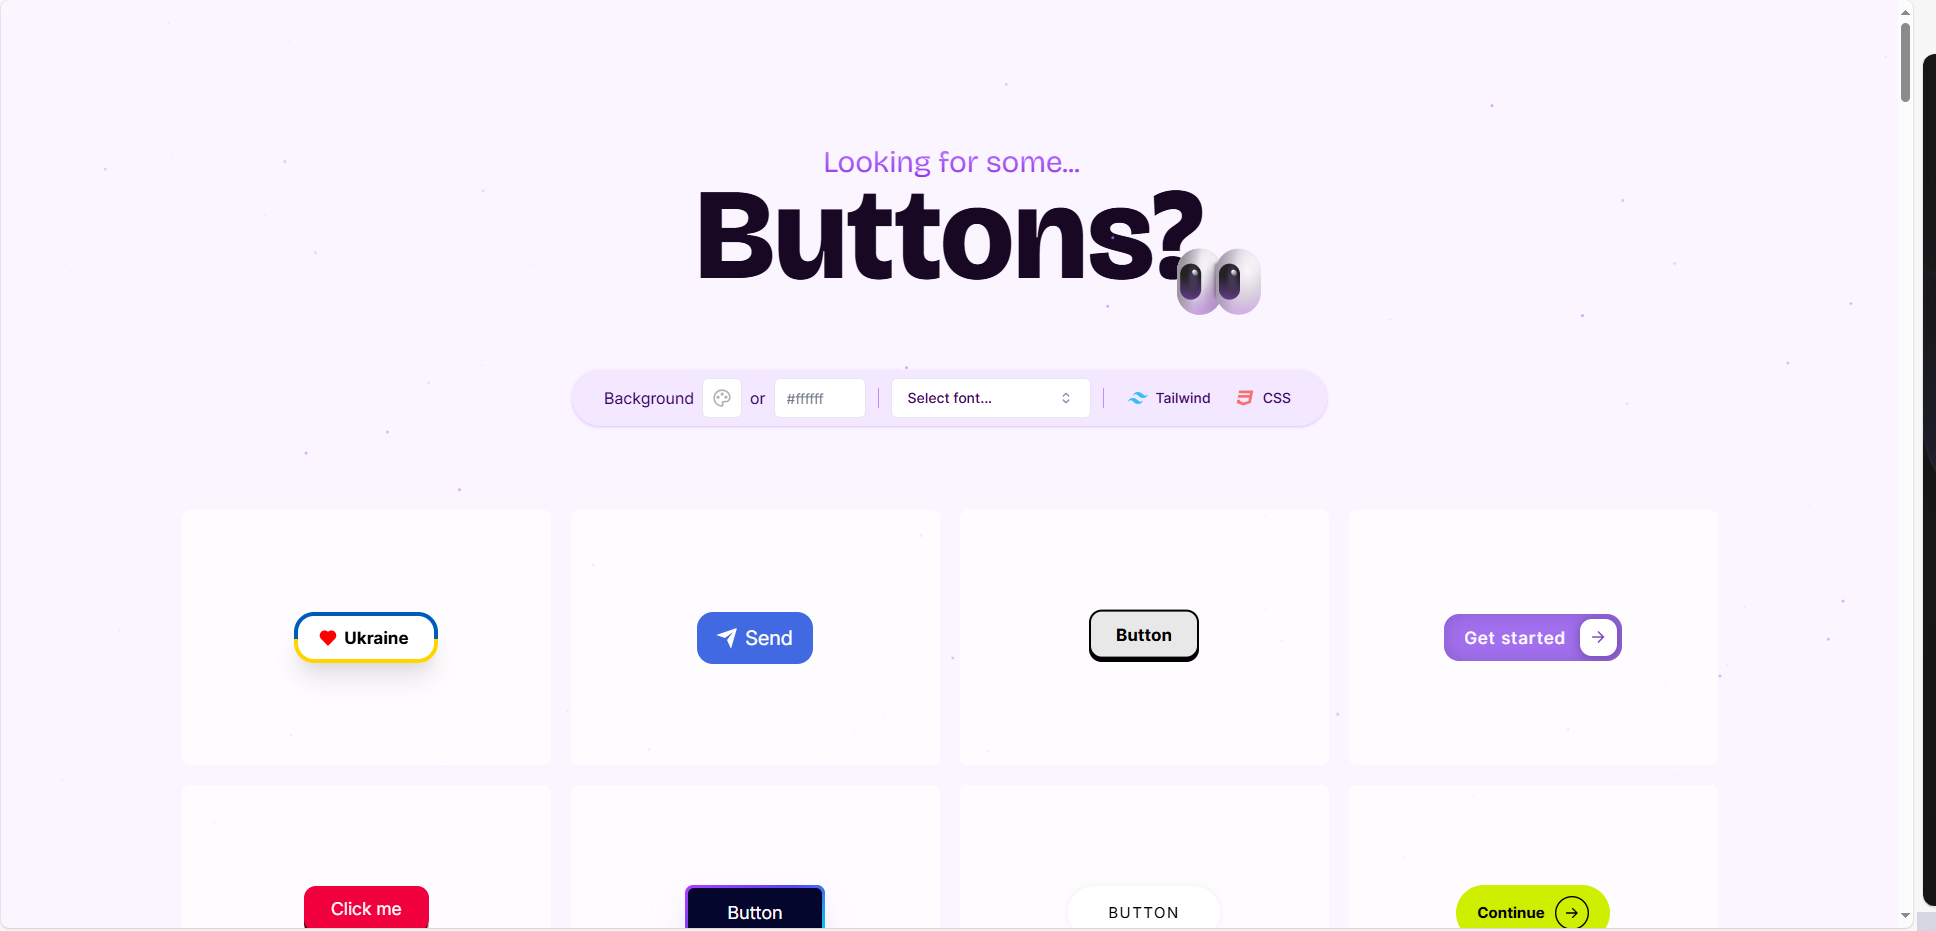 Looking for some...
Buttons?
Background or #ffffff Select font... Tailwind CSS
Ukraine
Send
Button
Get started
Click me
Button
BUTTON
Continue